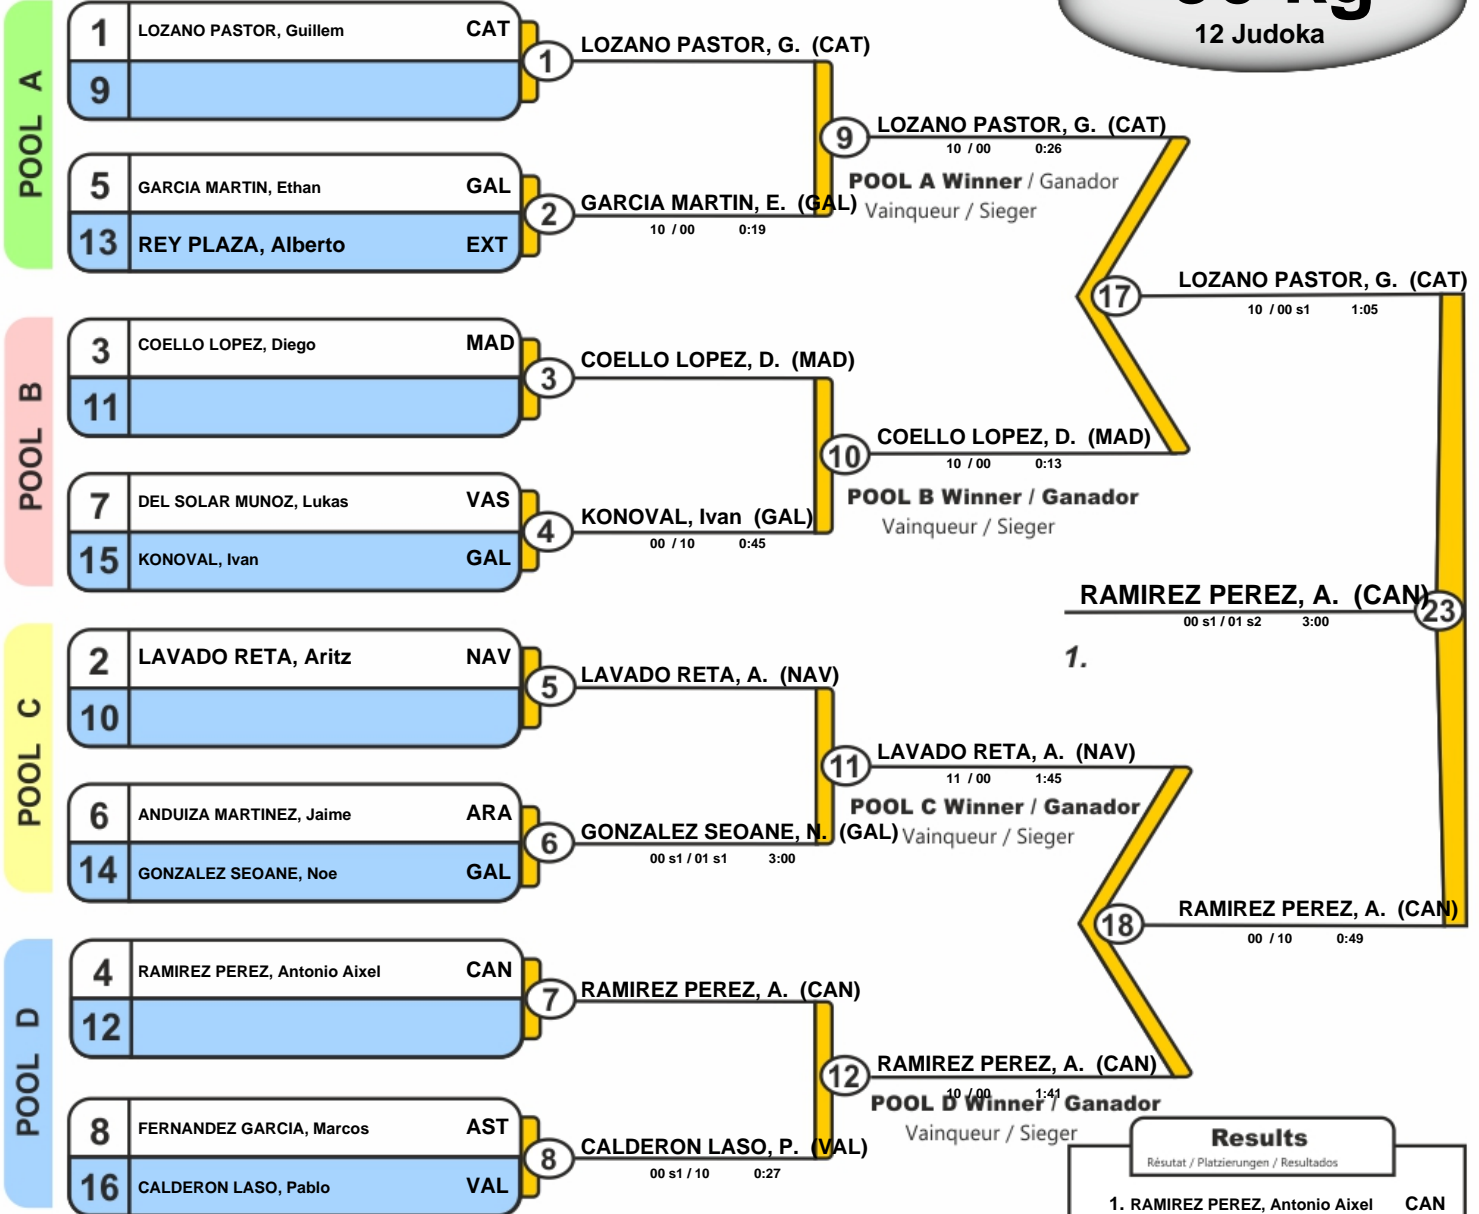 12 Judoka
POOL A
1 LOZANO PASTOR, Guillem CAT
9
5 GARCIA MARTIN, Ethan GAL
13 REY PLAZA, Alberto EXT
POOL B
3 COELLO LOPEZ, Diego MAD
11
7 DEL SOLAR MUNOZ, Lukas VAS
15 KONOVAL, Ivan GAL
POOL C
2 LAVADO RETA, Aritz NAV
10
6 ANDUIZA MARTINEZ, Jaime ARA
14 GONZALEZ SEOANE, Noe GAL
POOL D
4 RAMIREZ PEREZ, Antonio Aixel CAN
12
8 FERNANDEZ GARCIA, Marcos AST
16 CALDERON LASO, Pablo VAL
1 LOZANO PASTOR, G. (CAT)
2 GARCIA MARTIN, E. (GAL)
10 / 00 0:19
3 COELLO LOPEZ, D. (MAD)
4 KONOVAL, Ivan (GAL)
00 / 10 0:45
5 LAVADO RETA, A. (NAV)
6 GONZALEZ SEOANE, N. (GAL)
00 s1 / 01 s1 3:00
7 RAMIREZ PEREZ, A. (CAN)
8 CALDERON LASO, P. (VAL)
00 s1 / 10 0:27
9 LOZANO PASTOR, G. (CAT)
10 / 00 0:26
POOL A Winner / Ganador
Vainqueur / Sieger
10 COELLO LOPEZ, D. (MAD)
10 / 00 0:13
POOL B Winner / Ganador
Vainqueur / Sieger
11 LAVADO RETA, A. (NAV)
11 / 00 1:45
POOL C Winner / Ganador
Vainqueur / Sieger
12 RAMIREZ PEREZ, A. (CAN)
10 / 00 1:41
POOL D Winner / Ganador
Vainqueur / Sieger
17 LOZANO PASTOR, G. (CAT)
10 / 00 s1 1:05
18 RAMIREZ PEREZ, A. (CAN)
00 / 10 0:49
RAMIREZ PEREZ, A. (CAN) 23
00 s1 / 01 s2 3:00
1.
Results
Résutat / Platzierungen / Resultados
1. RAMIREZ PEREZ, Antonio Aixel CAN